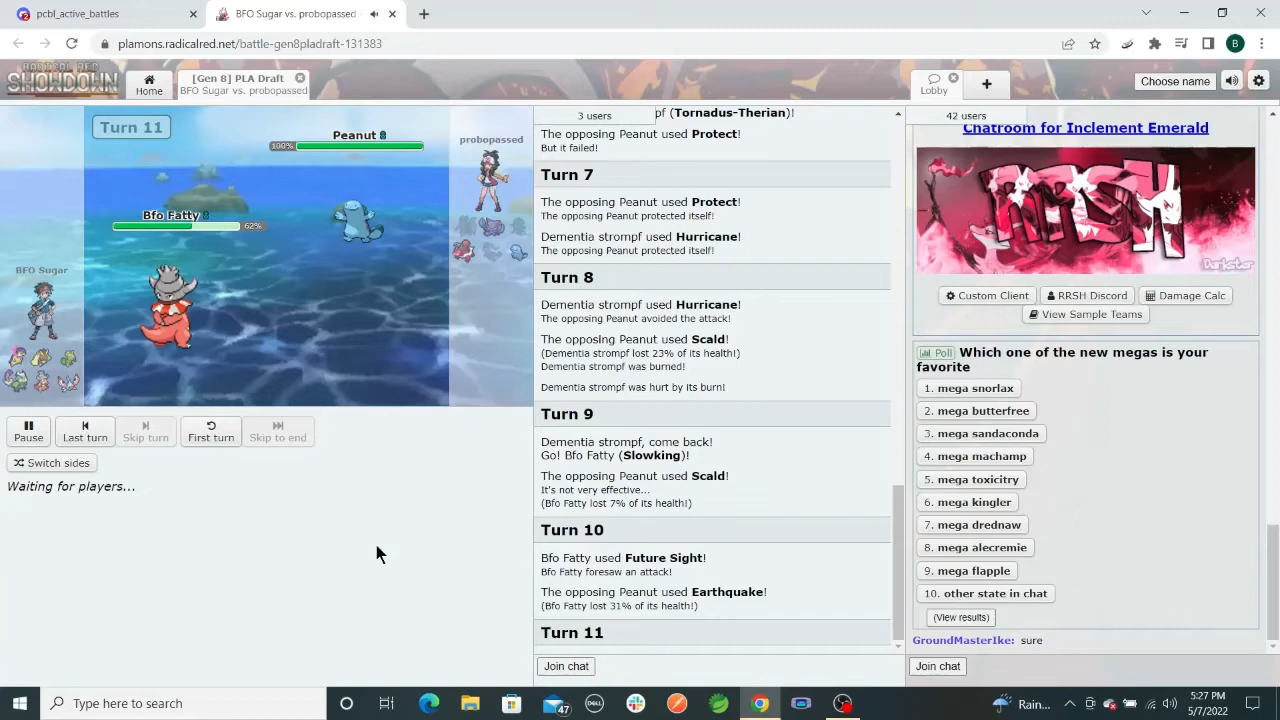 pcbl_active_battles
BFO Sugar vs. probopassed
plamons.radicalred.org/battle-gen8pladraft-131383
B
RADICAL RED
SHOWDOWN
Home
[Gen 8] PLA Draft
BFO Sugar vs. probopassed
Lobby
Choose name
Turn 11
Peanut
100%
Bfo Fatty
62%
probopassed
BFO Sugar
Pause
Last turn
Skip turn
First turn
Skip to end
Switch sides
Waiting for players...
3 users
pf (Tornadus-Therian)!
The opposing Peanut used Protect!
But it failed!
Turn 7
The opposing Peanut used Protect!
The opposing Peanut protected itself!
Dementia strompf used Hurricane!
The opposing Peanut protected itself!
Turn 8
Dementia strompf used Hurricane!
The opposing Peanut avoided the attack!
The opposing Peanut used Scald!
(Dementia strompf lost 23% of its health!)
Dementia strompf was burned!
Dementia strompf was hurt by its burn!
Turn 9
Dementia strompf, come back!
Go! Bfo Fatty (Slowking)!
The opposing Peanut used Scald!
It's not very effective...
(Bfo Fatty lost 7% of its health!)
Turn 10
Bfo Fatty used Future Sight!
Bfo Fatty foresaw an attack!
The opposing Peanut used Earthquake!
(Bfo Fatty lost 31% of its health!)
Turn 11
Join chat
42 users
Chatroom for Inclement Emerald
RRSH
Darkster
Custom Client
RRSH Discord
Damage Calc
View Sample Teams
Poll Which one of the new megas is your
favorite
1. mega snorlax
2. mega butterfree
3. mega sandaconda
4. mega machamp
5. mega toxicitry
6. mega kingler
7. mega drednaw
8. mega alecremie
9. mega flapple
10. other state in chat
(View results)
GroundMasterIke: sure
Join chat
Type here to search
47
DELL
Rain...
5:27 PM
5/7/2022